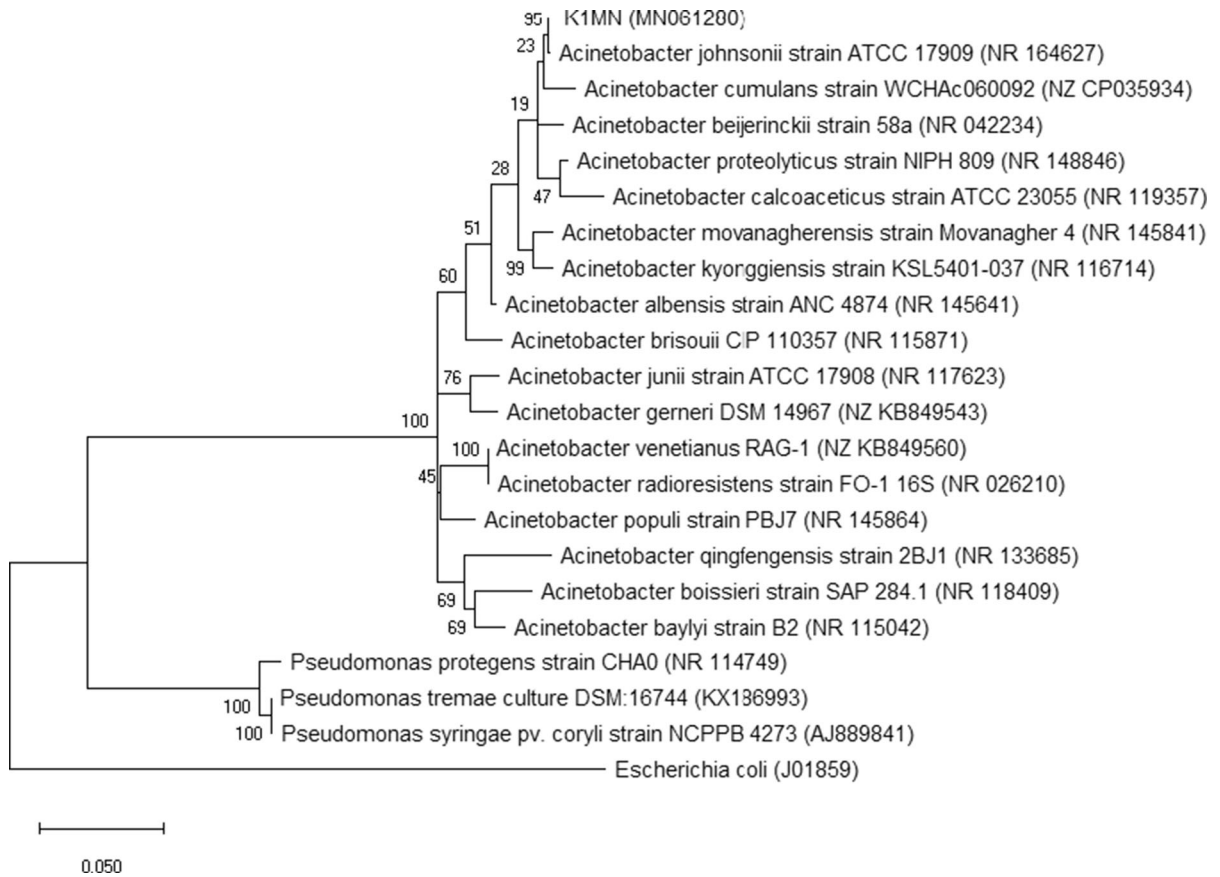 95
K1MN (MN061280)
23
Acinetobacter johnsonii strain ATCC 17909 (NR 164627)
Acinetobacter cumulans strain WCHAc060092 (NZ CP035934)
19
Acinetobacter beijerinckii strain 58a (NR 042234)
Acinetobacter proteolyticus strain NIPH 809 (NR 148846)
28
47
Acinetobacter calcoaceticus strain ATCC 23055 (NR 119357)
51
Acinetobacter movanagherensis strain Movanagher 4 (NR 145841)
99
Acinetobacter kyonggiensis strain KSL5401-037 (NR 116714)
60
Acinetobacter albensis strain ANC 4874 (NR 145641)
Acinetobacter brisouii CIP 110357 (NR 115871)
76
Acinetobacter junii strain ATCC 17908 (NR 117623)
Acinetobacter gerneri DSM 14967 (NZ KB849543)
100
100
Acinetobacter venetianus RAG-1 (NZ KB849560)
45
Acinetobacter radioresistens strain FO-1 16S (NR 026210)
Acinetobacter populi strain PBJ7 (NR 145864)
Acinetobacter qingfengensis strain 2BJ1 (NR 133685)
69
Acinetobacter boissieri strain SAP 284.1 (NR 118409)
69
Acinetobacter baylyi strain B2 (NR 115042)
Pseudomonas protegens strain CHA0 (NR 114749)
100
Pseudomonas tremae culture DSM:16744 (KX186993)
100
Pseudomonas syringae pv. coryli strain NCPPB 4273 (AJ889841)
Escherichia coli (J01859)
0.050